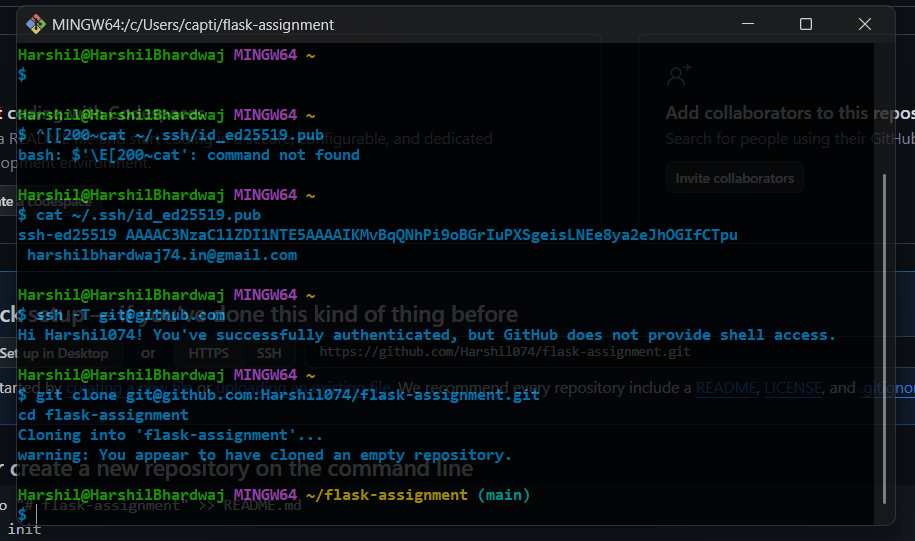 MINGW64:/c/Users/capti/flask-assignment
Harshil@HarshilBhardwaj MINGW64 ~
$
Harshil@HarshilBhardwaj MINGW64 ~
$ ^[[200~cat ~/.ssh/id_ed25519.pub
bash: $'\E[200~cat': command not found
Harshil@HarshilBhardwaj MINGW64 ~
$ cat ~/.ssh/id_ed25519.pub
ssh-ed25519 AAAAC3NzaC1lZDI1NTE5AAAAIKMvBqQNhPi9oBGrIuPXSgeisLNEe8ya2eJhOGIfCTpu
harshilbhardwaj74.in@gmail.com
Harshil@HarshilBhardwaj MINGW64 ~
$ ssh -T git@github.com
Hi Harshil074! You've successfully authenticated, but GitHub does not provide shell access.
Harshil@HarshilBhardwaj MINGW64 ~
$ git clone git@github.com:Harshil074/flask-assignment.git
cd flask-assignment
Cloning into 'flask-assignment'...
warning: You appear to have cloned an empty repository.
Harshil@HarshilBhardwaj MINGW64 ~/flask-assignment (main)
$
Add collaborators to this repos
Search for people using their GitHub
Invite collaborators
up — if you've done this kind of thing before
Set up in Desktop or HTTPS SSH https://github.com/Harshil074/flask-assignment.git
We recommend every repository include a README, LICENSE, and .gitignor
create a new repository on the command line
"# flask-assignment" >> README.md
init